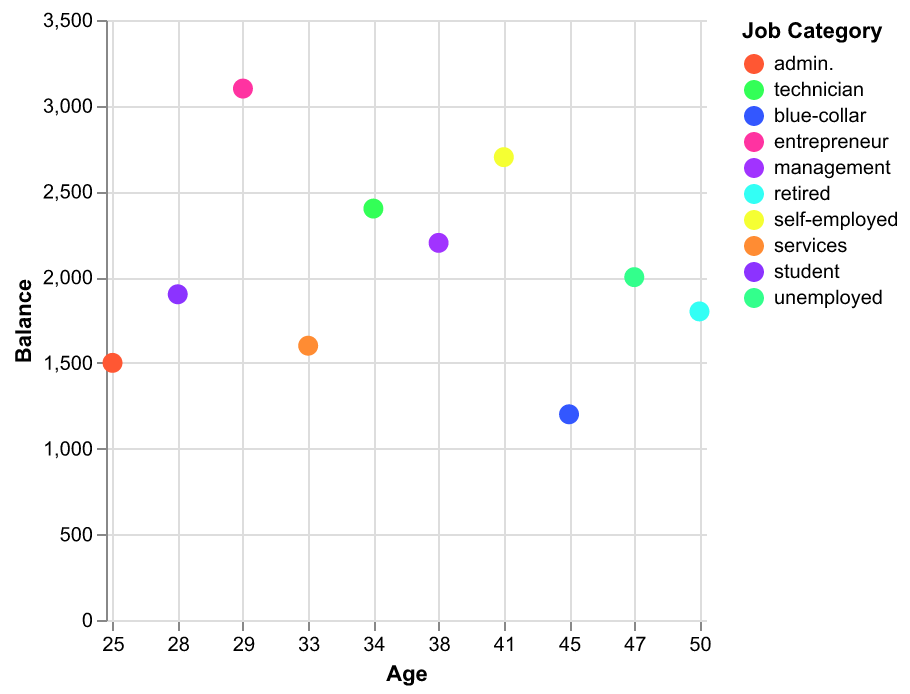 3,500
3,000
2,500
2,000
1,500
1,000
500
0
Balance
25 28 29 33 34 38 41 45 47 50
Age
Job Category
admin.
technician
blue-collar
entrepreneur
management
retired
self-employed
services
student
unemployed